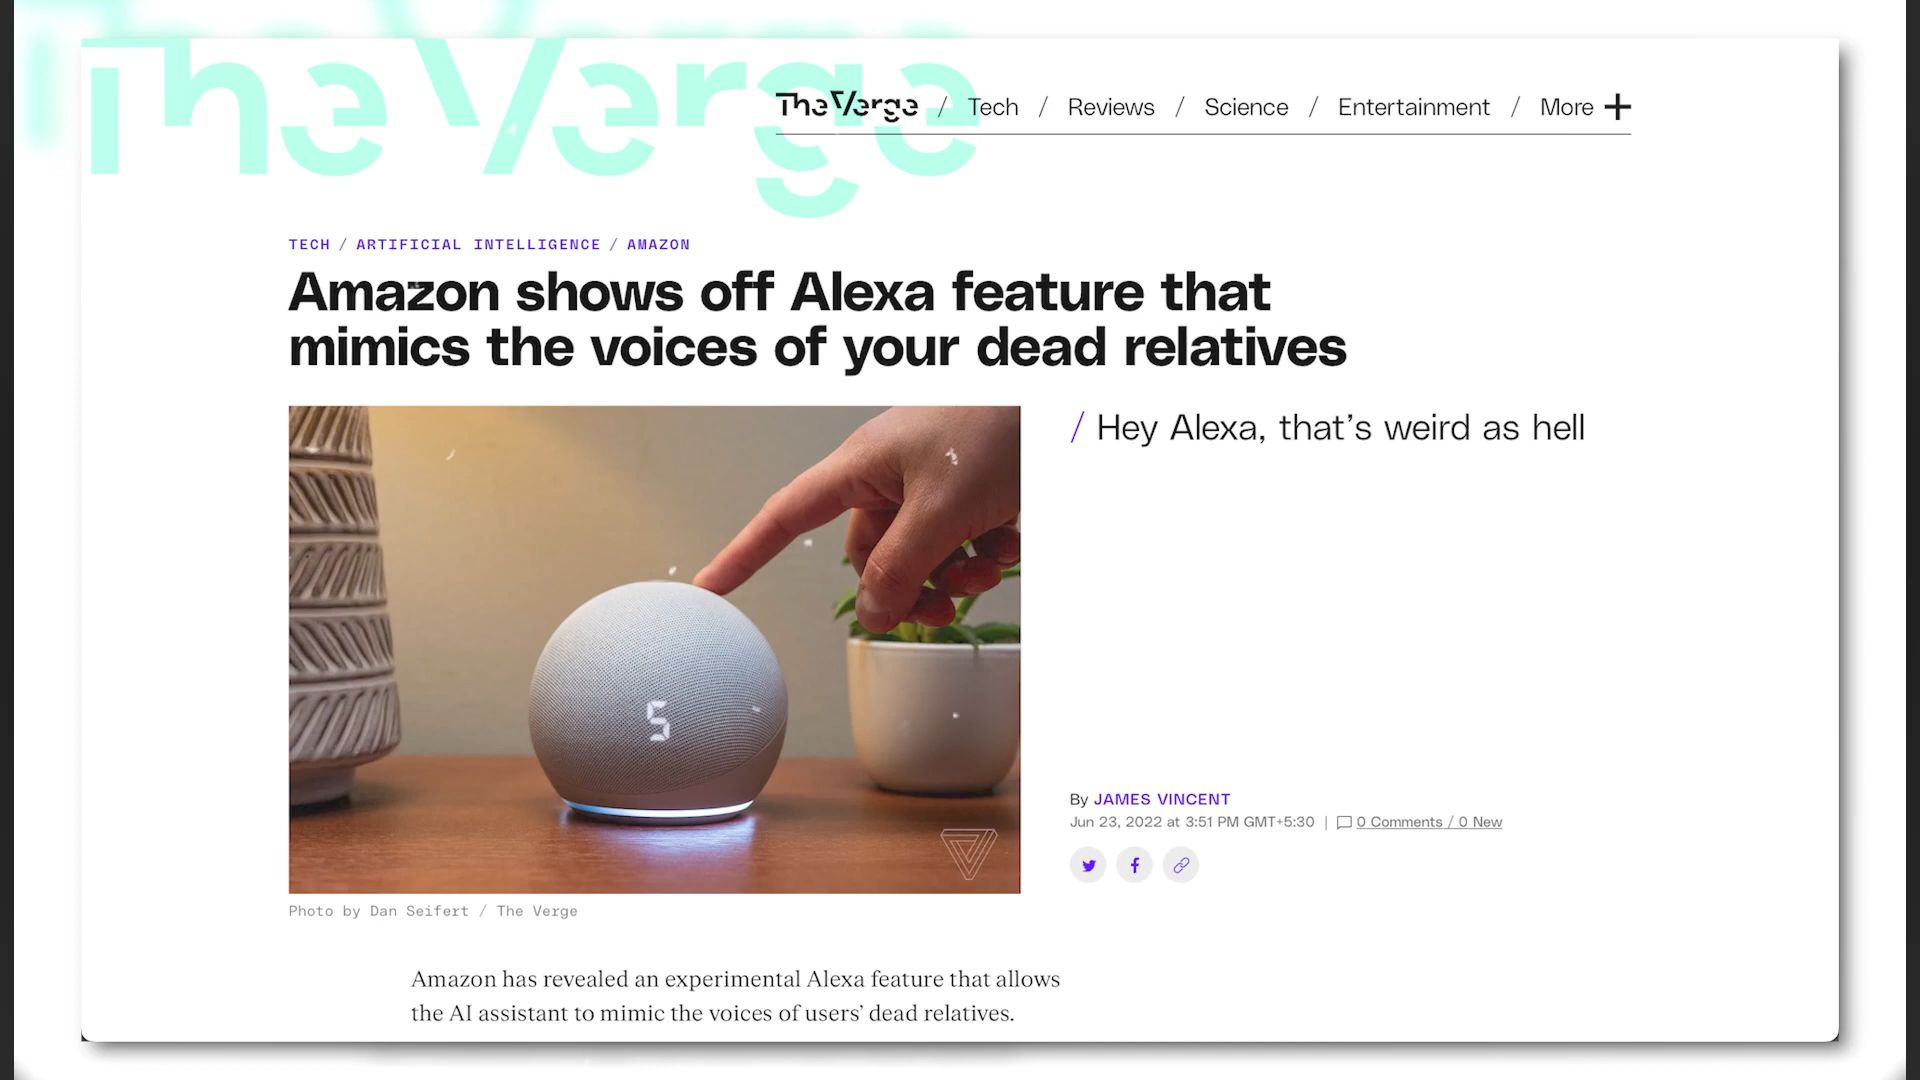 The Verge
The Verge / Tech / Reviews / Science / Entertainment / More +
TECH / ARTIFICIAL INTELLIGENCE / AMAZON
Amazon shows off Alexa feature that
mimics the voices of your dead relatives
/ Hey Alexa, that’s weird as hell
5
By JAMES VINCENT
Jun 23, 2022 at 3:51 PM GMT+5:30 | 0 Comments / 0 New
Photo by Dan Seifert / The Verge
Amazon has revealed an experimental Alexa feature that allows
the AI assistant to mimic the voices of users’ dead relatives.